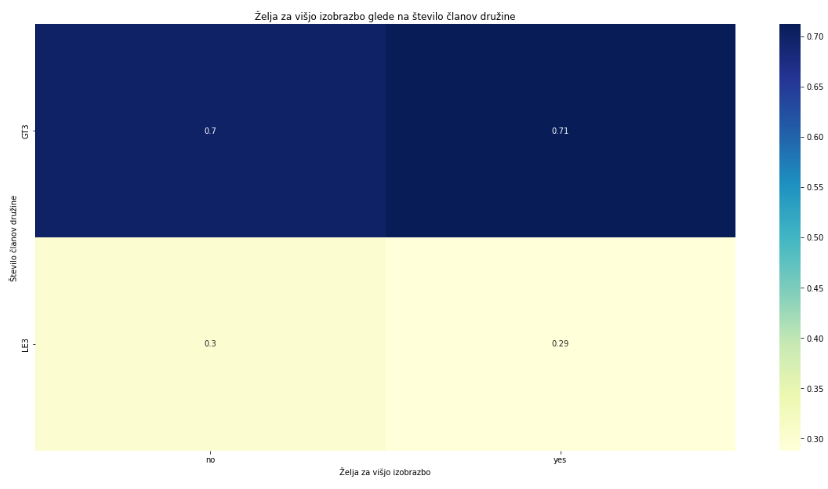 Želja za višjo izobrazbo glede na število članov družine
0.70
0.65
0.60
0.55
0.50
0.45
0.40
0.35
0.30
Število članov družine
GT3
0.7
0.71
LE3
0.3
0.29
no
yes
Želja za višjo izobrazbo